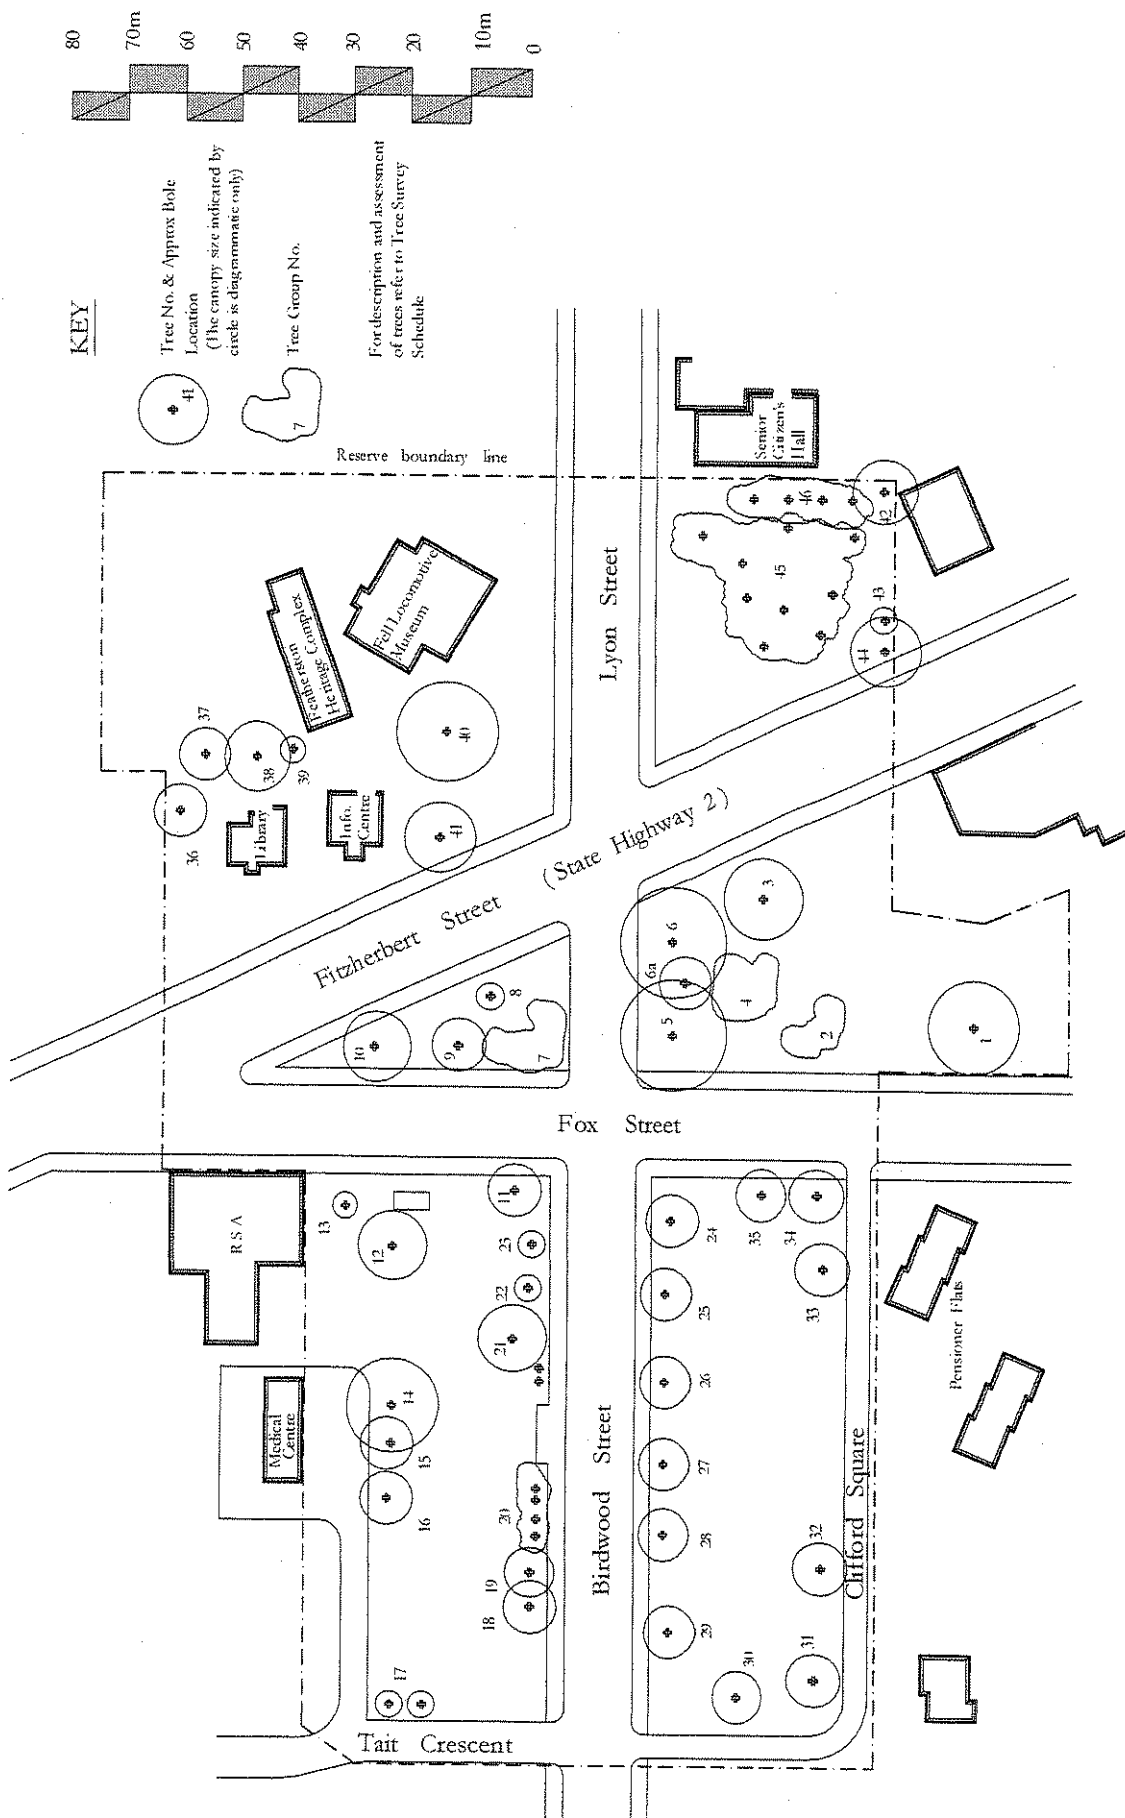 KEY
41
Tree No. & Approx Bole
Location
(The canopy size indicated by
circle is diagrammatic only)
7
Tree Group No.
For description and assessment
of trees refer to Tree Survey
Schedule
80
70m
60
50
40
30
20
10m
0
Reserve boundary line
Featherston
Heritage Complex
Fell Locomotive
Museum
37
38
39
36
Library
Info.
Centre
40
41
Lyon Street
Senior
Citizen's
Hall
46
45
42
43
44
Fitzherbert Street (State Highway 2)
10
9
8
7
6
6a
5
4
3
2
1
Fox Street
RSA
13
12
11
23
22
21
Medical
Centre
14
15
16
20
19
18
17
Birdwood Street
24
25
26
27
28
29
30
31
32
33
34
35
Clifford Square
Pensioner Flats
Tait Crescent